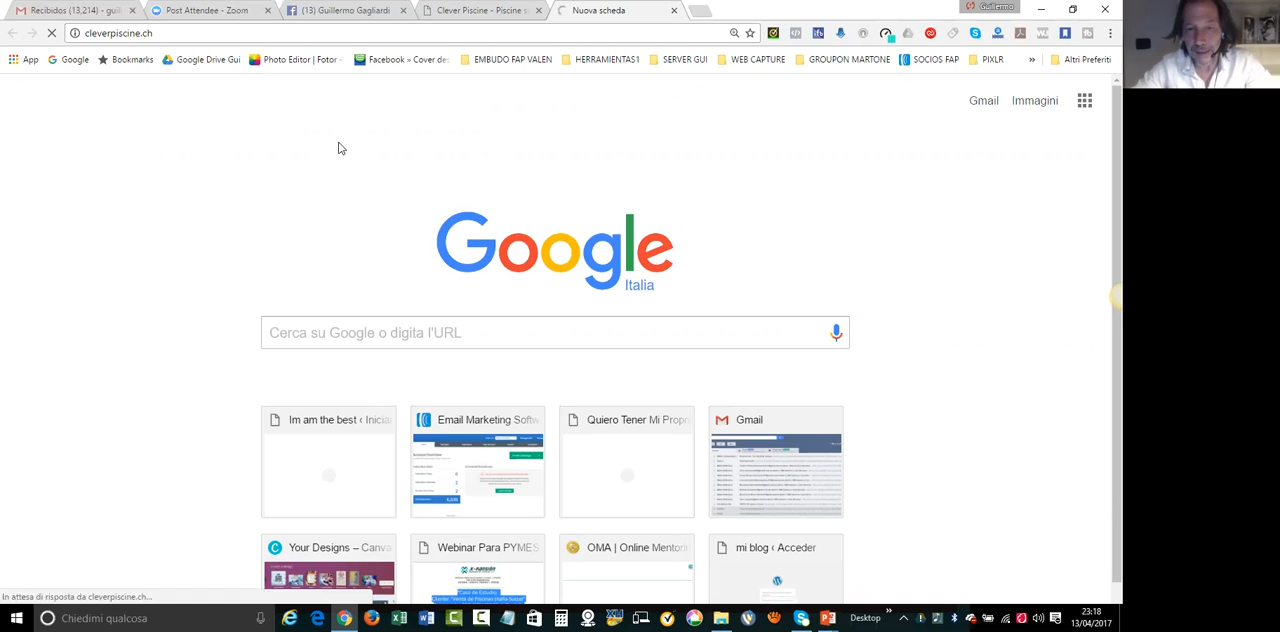 Recibidos (13,214) - guil
Post Attendee - Zoom
(13) Guillermo Gagliardi
Clever Piscine - Piscine s
Nuova scheda
Guillermo
cleverpiscine.ch
App
Google
Bookmarks
Google Drive Gui
Photo Editor | Fotor -
Facebook » Cover de
EMBUDO FAP VALEN
HERRAMIENTAS1
SERVER GUI
WEB CAPTURE
GROUPON MARTONE
SOCIOS FAP
PIXLR
»
Altri Preferiti
Gmail
Immagini
Google
Italia
Cerca su Google o digita l'URL
Im am the best ‹ Inicia
Email Marketing Softw
Quiero Tener Mi Propi
Gmail
Your Designs – Canva
Webinar Para PYMES
OMA | Online Mentori
mi blog ‹ Acceder
In attesa di risposta da cleverpiscine.ch...
Chiedimi qualcosa
Desktop
»
23:18
13/04/2017